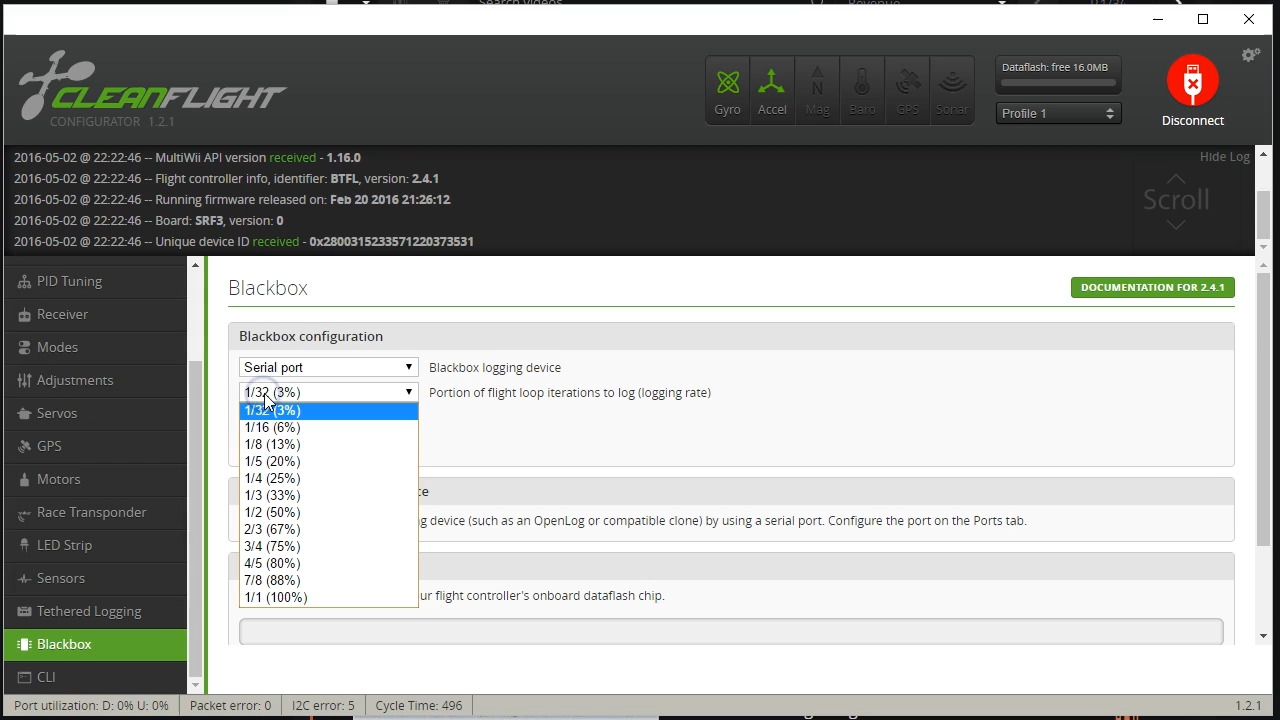 CLEANFLIGHT
CONFIGURATOR 1.2.1
Gyro Accel Mag Baro GPS Sonar
Dataflash: free 16.0MB
Profile 1
Disconnect
2016-05-02 @ 22:22:46 -- MultiWii API version received - 1.16.0
Hide Log
2016-05-02 @ 22:22:46 -- Flight controller info, identifier: BTFL, version: 2.4.1
2016-05-02 @ 22:22:46 -- Running firmware released on: Feb 20 2016 21:26:12
Scroll
2016-05-02 @ 22:22:46 -- Board: SRF3, version: 0
2016-05-02 @ 22:22:46 -- Unique device ID received - 0x2800315233571220373531
PID Tuning
Receiver
Modes
Adjustments
Servos
GPS
Motors
Race Transponder
LED Strip
Sensors
Tethered Logging
Blackbox
CLI
Blackbox
DOCUMENTATION FOR 2.4.1
Blackbox configuration
Serial port Blackbox logging device
1/32 (3%) Portion of flight loop iterations to log (logging rate)
1/32 (3%)
1/16 (6%)
1/8 (13%)
1/5 (20%)
1/4 (25%)
1/3 (33%)
1/2 (50%)
2/3 (67%)
3/4 (75%)
4/5 (80%)
7/8 (88%)
1/1 (100%)
g device (such as an OpenLog or compatible clone) by using a serial port. Configure the port on the Ports tab.
ur flight controller's onboard dataflash chip.
Port utilization: D: 0% U: 0% Packet error: 0 I2C error: 5 Cycle Time: 496 1.2.1